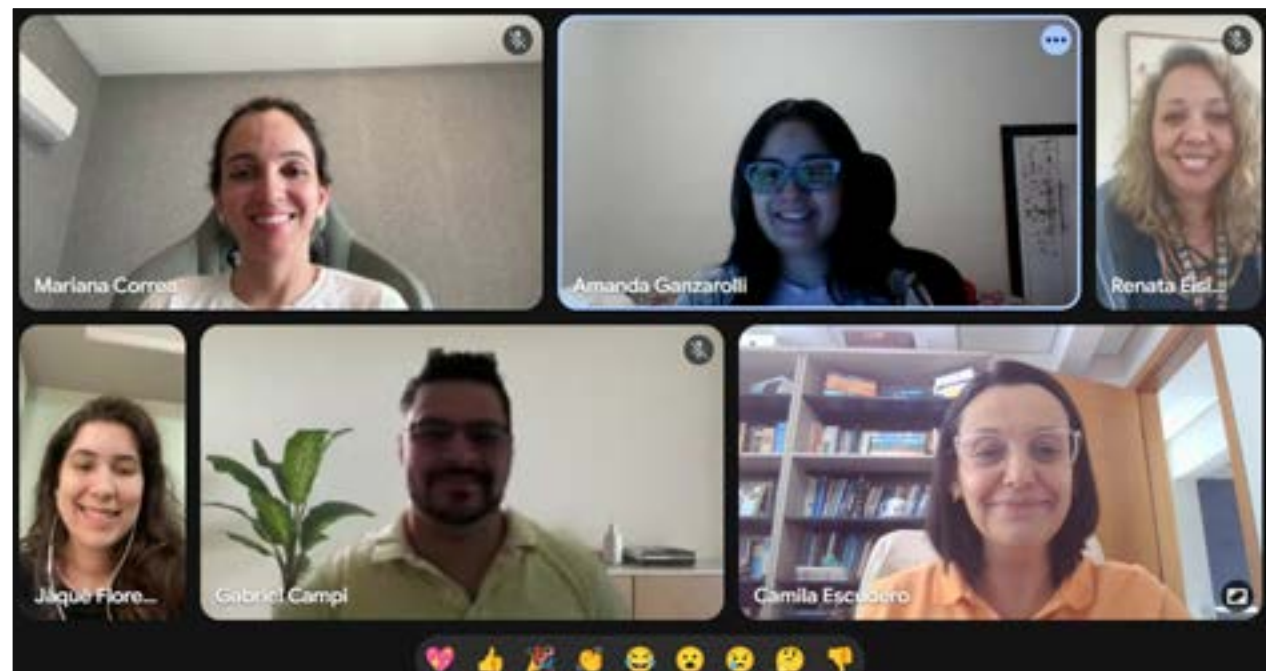 Mariana Correa
Amanda Ganzarolli
Renata Eisl...
Jaque Flore...
Gabriel Campi
Camila Escudero